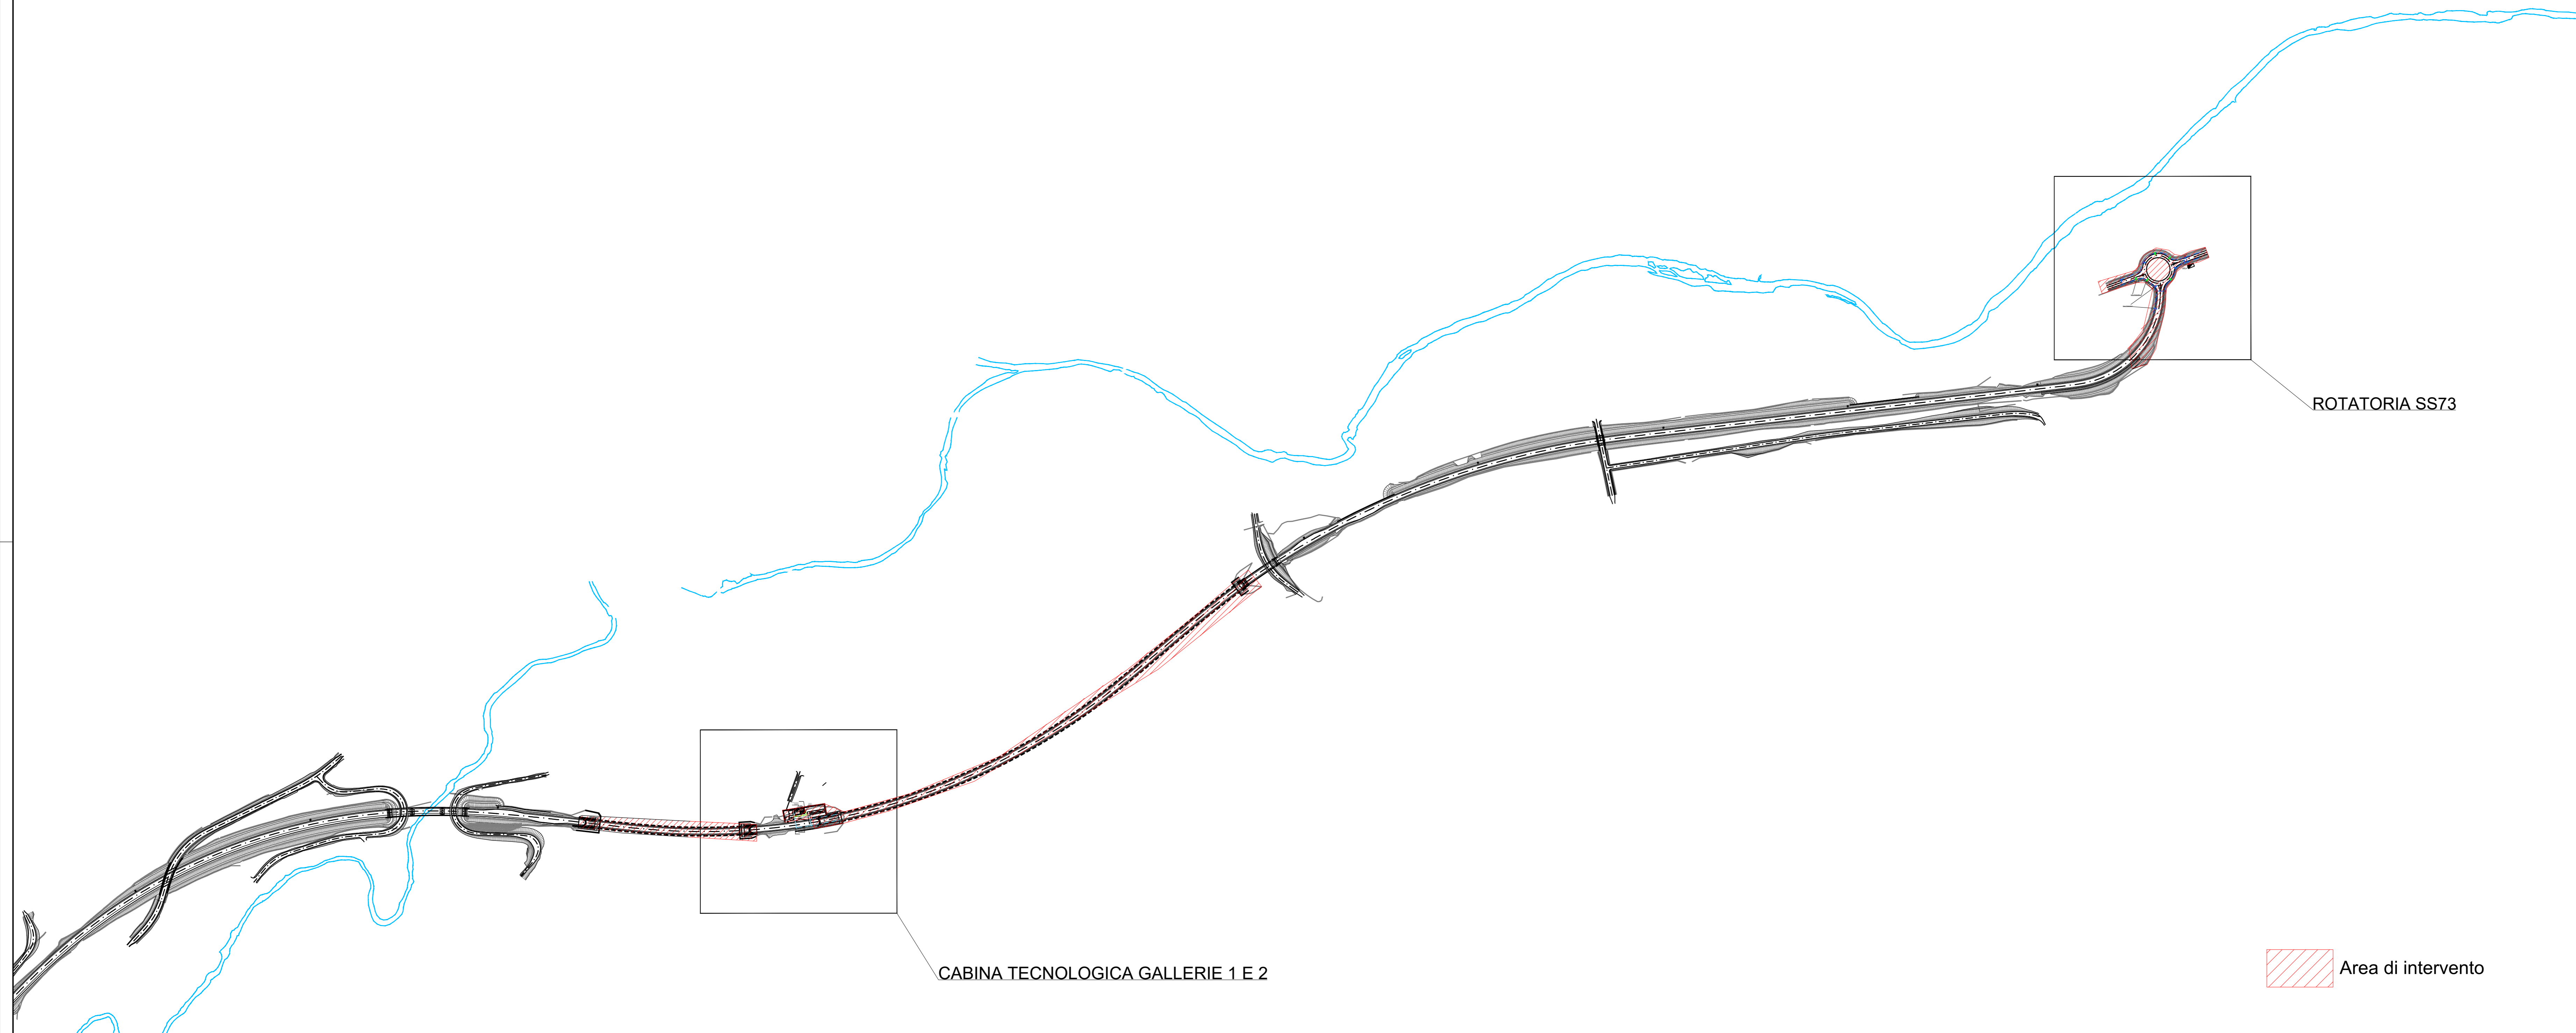 ROTATORIA SS73
CABINA TECNOLOGICA GALLERIE 1 E 2
Area di intervento